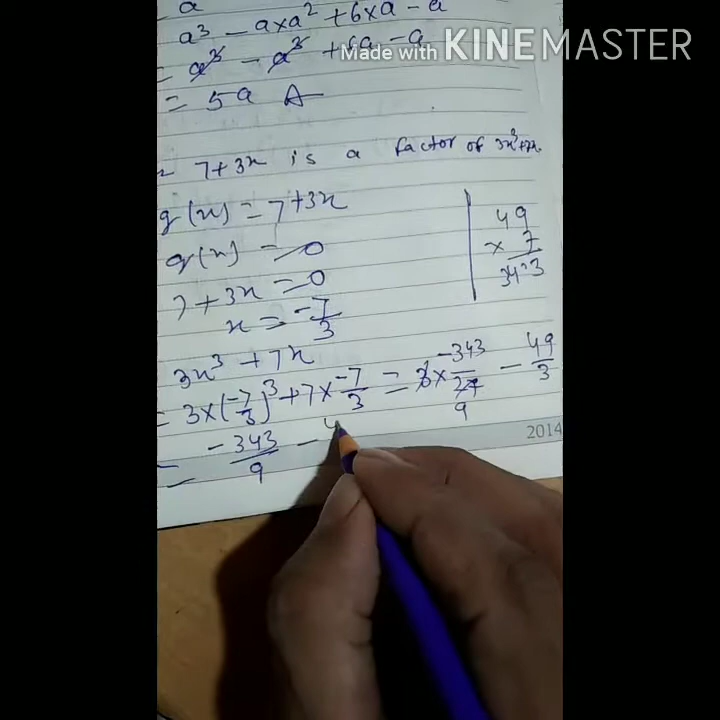 a
a³ - a×a² + 6×a - a
= a³ - a³ + 6a - a
Made with KINEMASTER
= 5a A
7+3x is a factor of 3x³+7x.
g(x) = 7+3x
g(x) = 0
7+3x = 0
x = -7/3
49
× 7
343
3x³ + 7x
= 3×(-7/3)³ + 7×-7/3 = 3×-343/27 - 49/3
9
= -343/9 - 4
2014